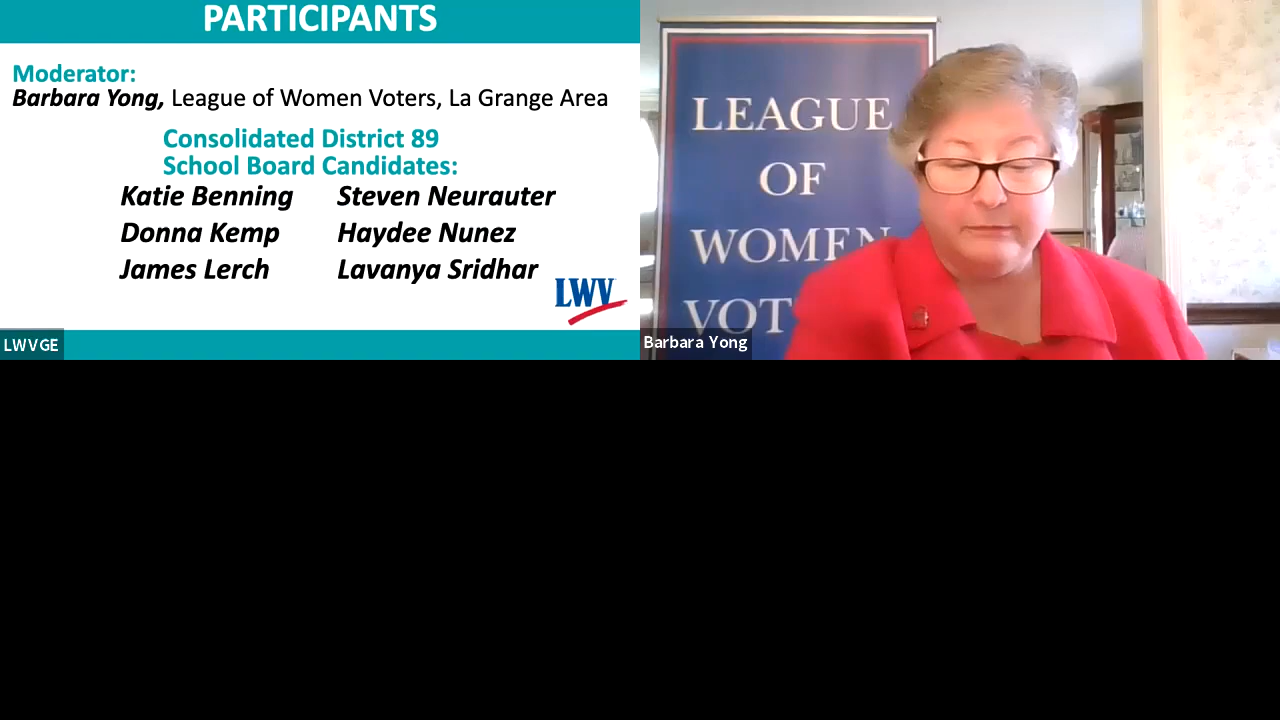 PARTICIPANTS
Moderator:
Barbara Yong, League of Women Voters, La Grange Area
Consolidated District 89
School Board Candidates:
Katie Benning Steven Neurauter
Donna Kemp Haydee Nunez
James Lerch Lavanya Sridhar
LWV
LWVGE
LEAGUE
OF
WOMEN
VOT
Barbara Yong